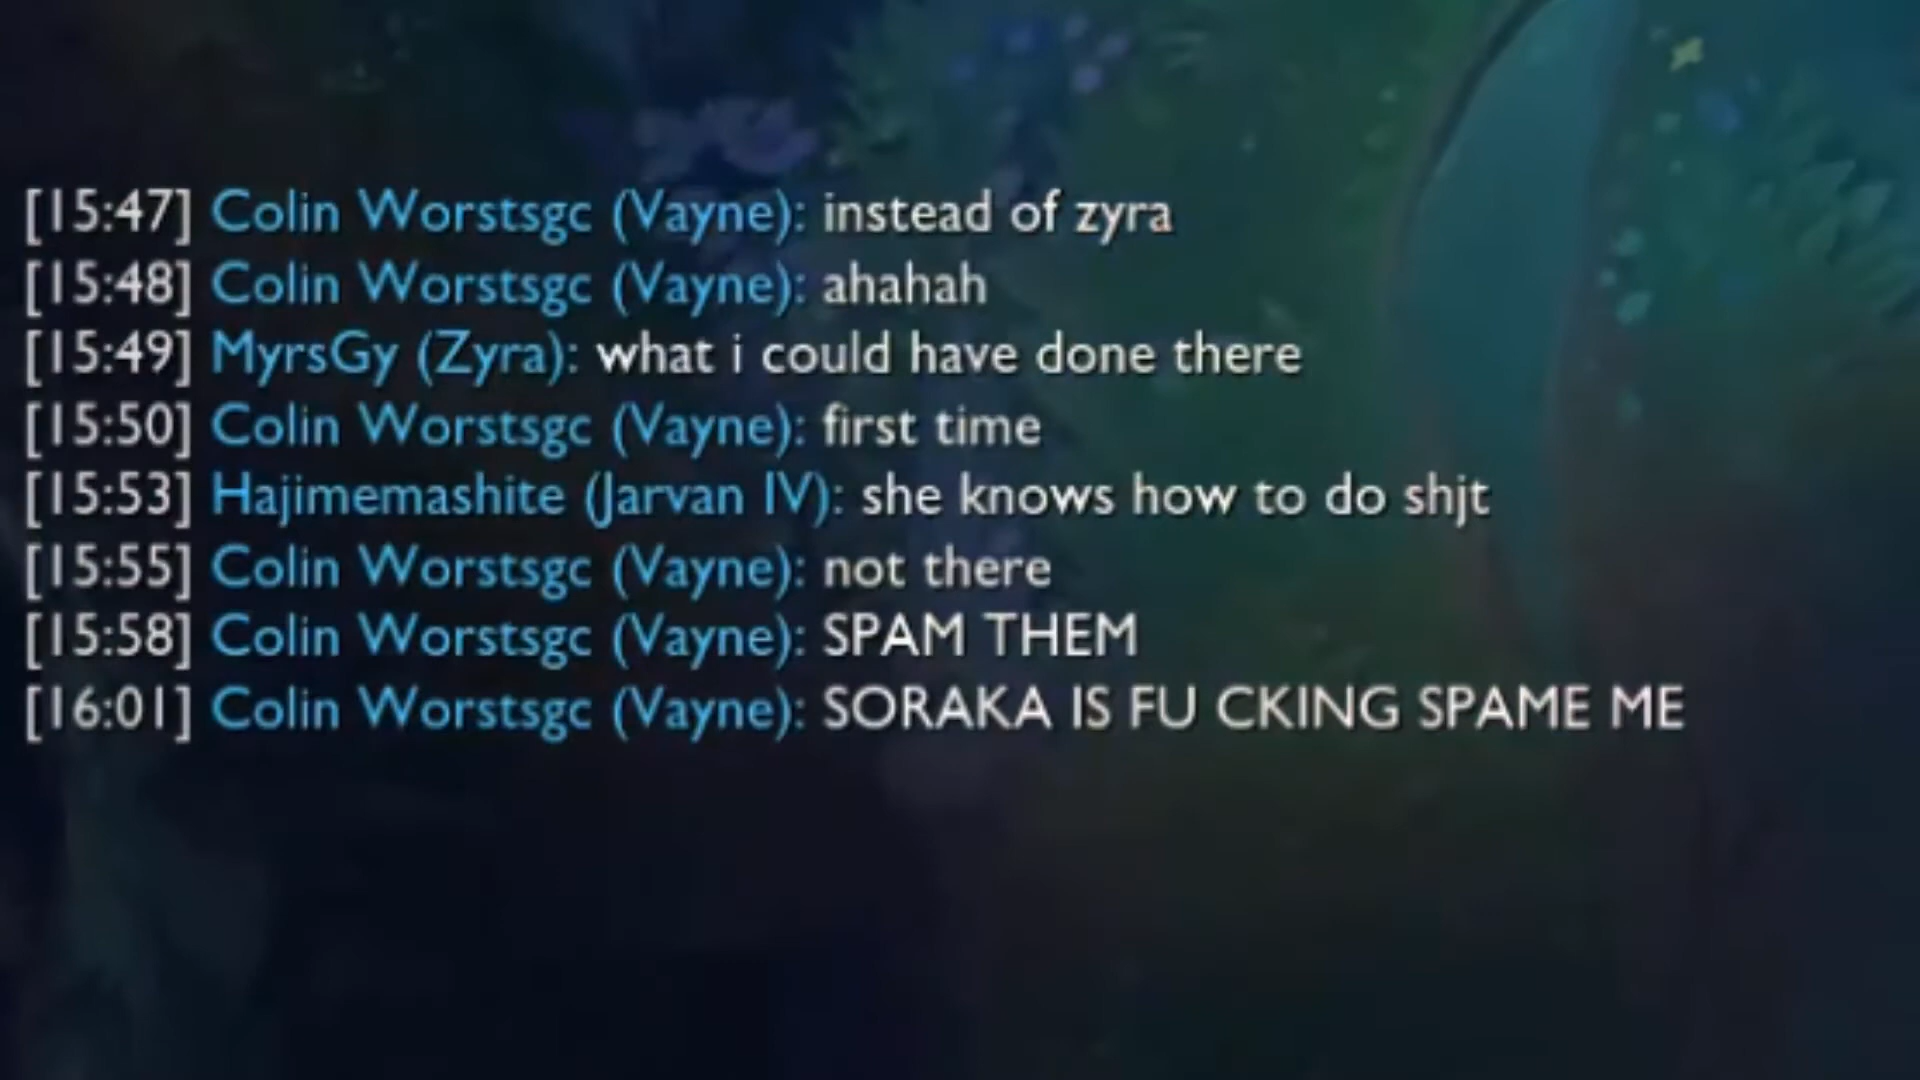 [15:47] Colin Worstsgc (Vayne): instead of zyra
[15:48] Colin Worstsgc (Vayne): ahahah
[15:49] MyrsGy (Zyra): what i could have done there
[15:50] Colin Worstsgc (Vayne): first time
[15:53] Hajimemashite (Jarvan IV): she knows how to do shjt
[15:55] Colin Worstsgc (Vayne): not there
[15:58] Colin Worstsgc (Vayne): SPAM THEM
[16:01] Colin Worstsgc (Vayne): SORAKA IS FU CKING SPAME ME